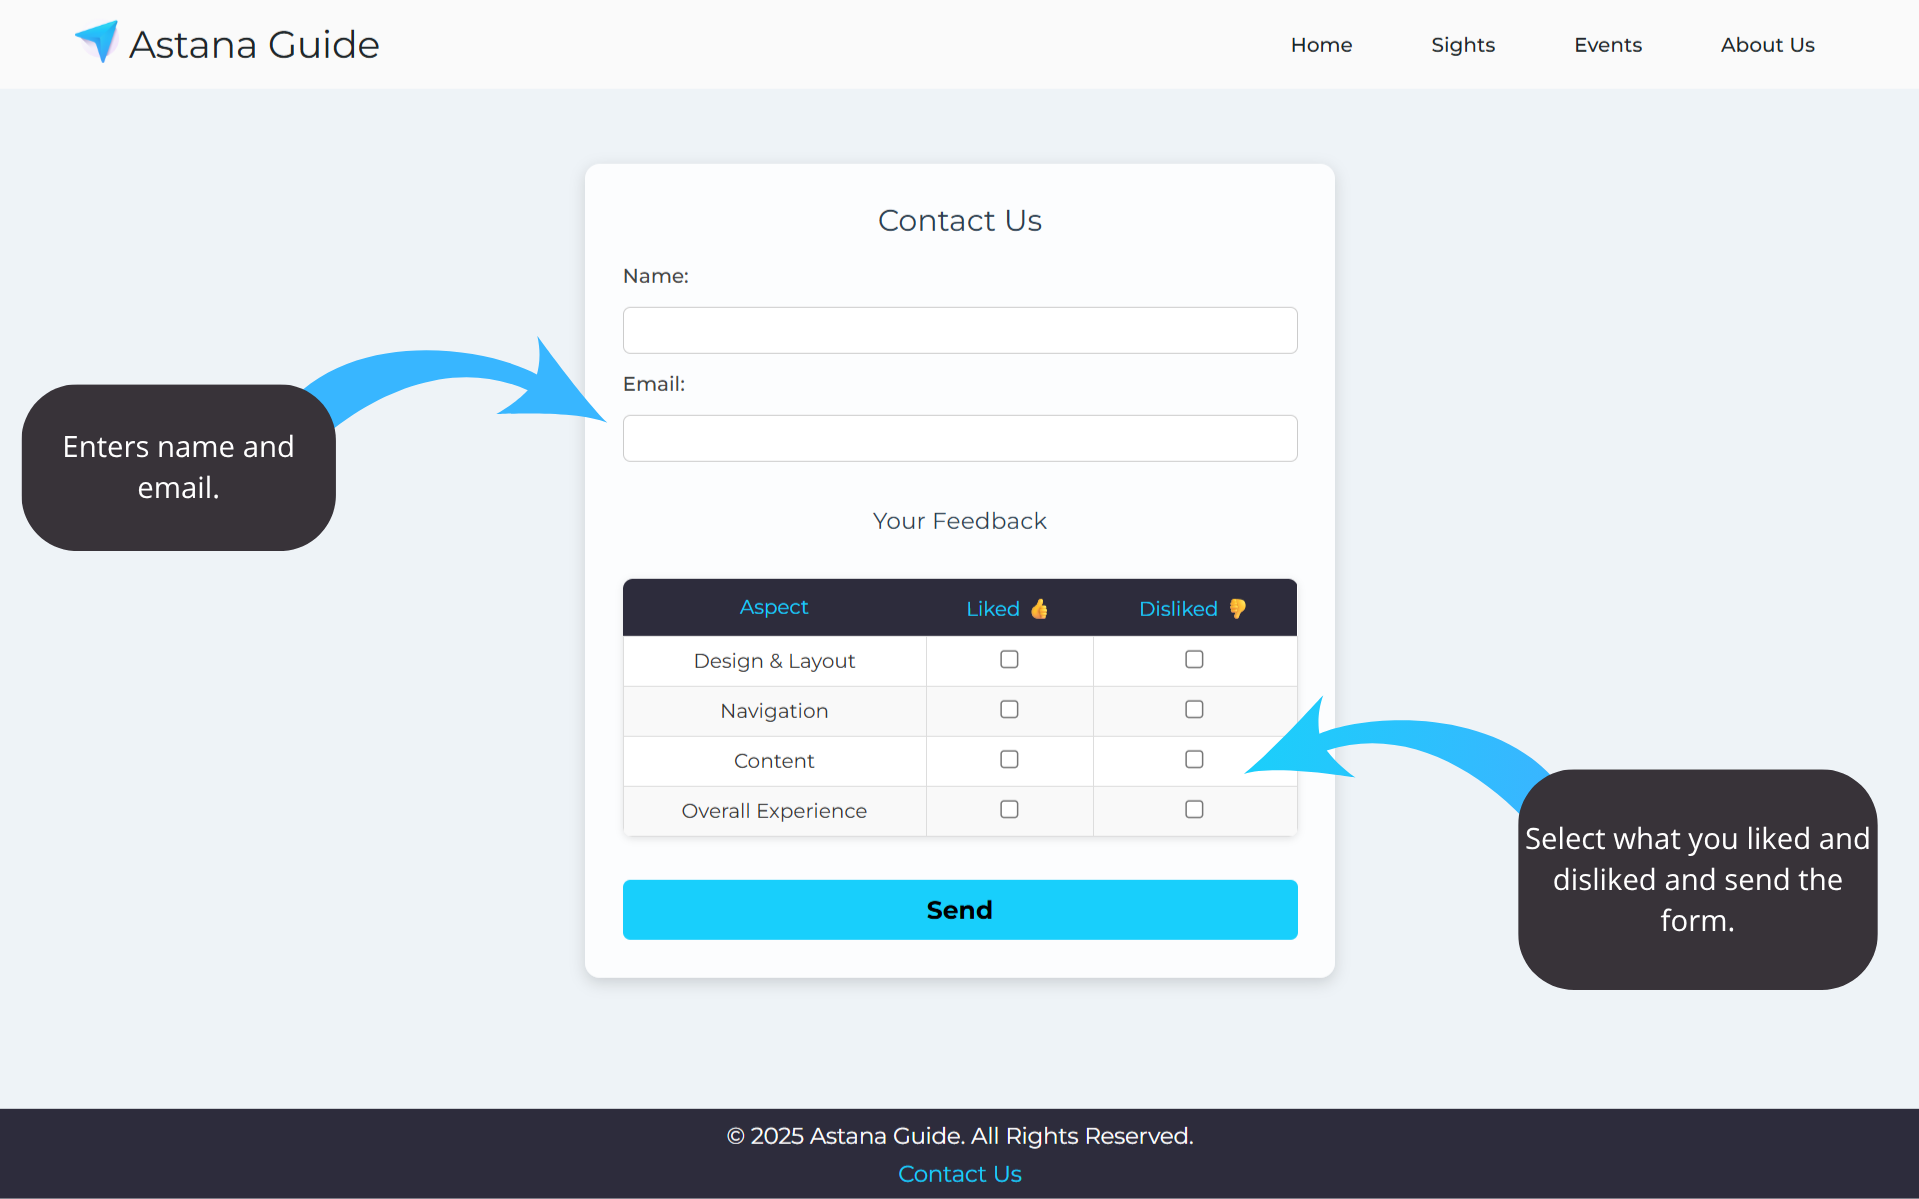 Astana Guide
Home
Sights
Events
About Us
Contact Us
Name:
Email:
Enters name and
email.
Your Feedback
Aspect
Liked 👍
Disliked 👎
Design & Layout
Navigation
Content
Overall Experience
Select what you liked and
disliked and send the
form.
Send
© 2025 Astana Guide. All Rights Reserved.
Contact Us